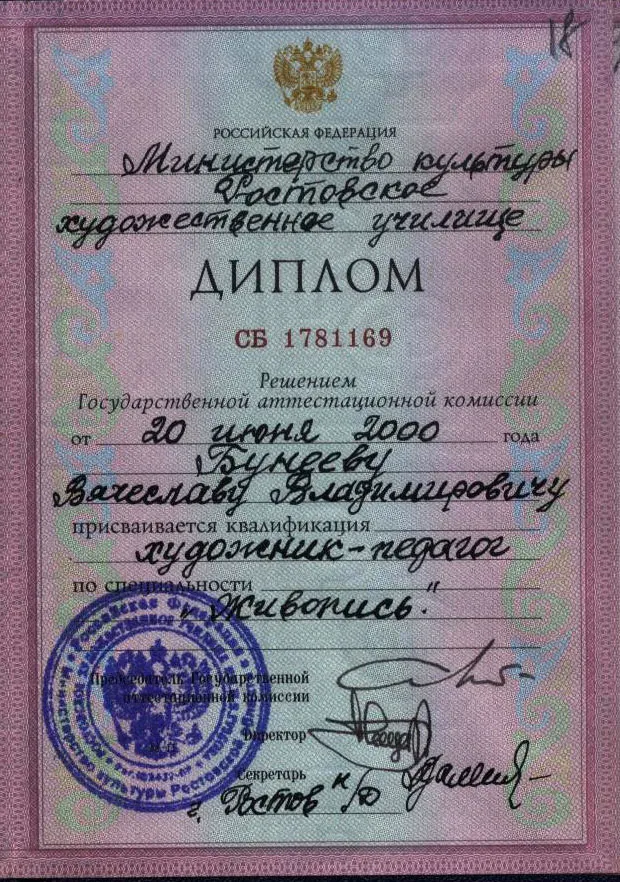 18
РОССИЙСКАЯ ФЕДЕРАЦИЯ
Министерство культуры
Ростовское
художественное училище
ДИПЛОМ
СБ 1781169
Решением
Государственной аттестационной комиссии
от 20 июня 2000 года
Бунееву
Вячеславу Владимировичу
присваивается квалификация
художник-педагог
по специальности
"Живопись."
Председатель Государственной
аттестационной комиссии
Директор
Секретарь
г. Ростов н/Д